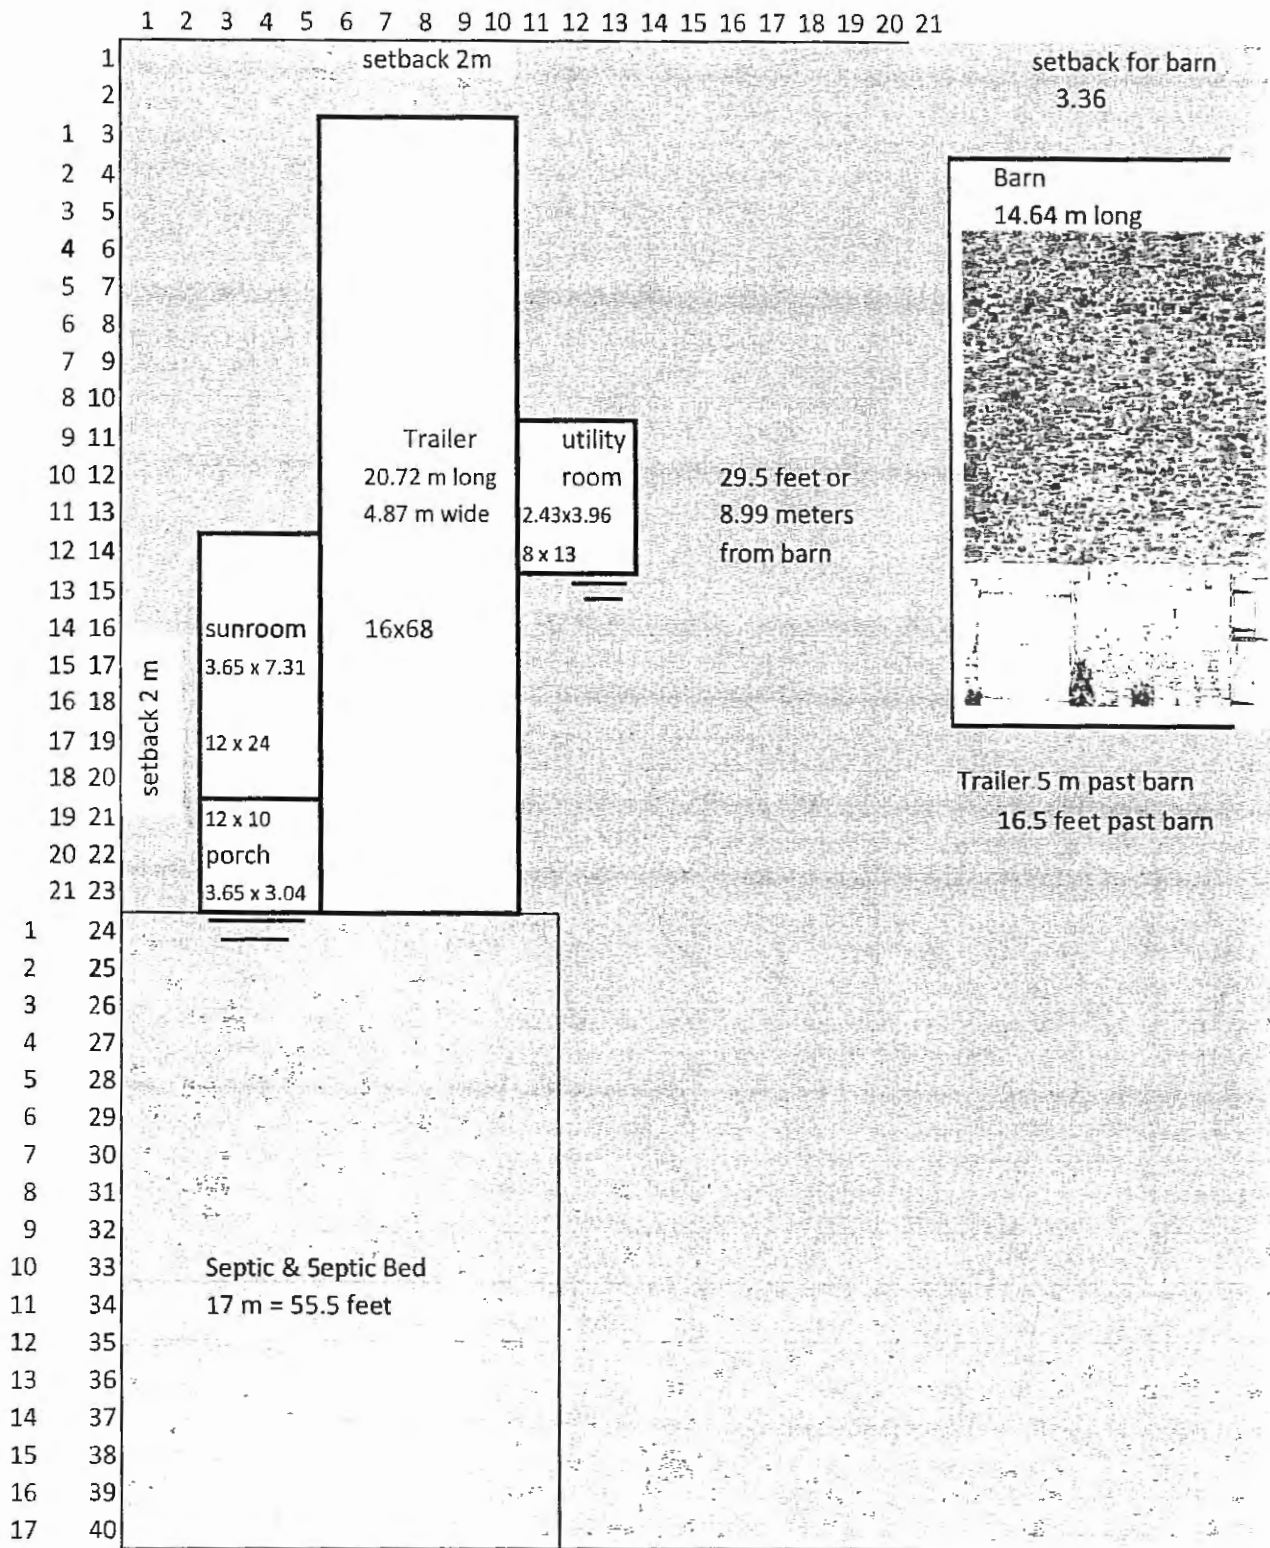 1 2 3 4 5 6 7 8 9 10 11 12 13 14 15 16 17 18 19 20 21
1 setback 2m setback for barn
2 3.36
1 3
2 4 Barn
3 5 14.64 m long
4 6
5 7
6 8
7 9
8 10
9 11 Trailer utility
10 12 20.72 m long room 29.5 feet or
11 13 4.87 m wide 2.43x3.96 8.99 meters
12 14 8 x 13 from barn
13 15
14 16 sunroom 16x68
15 17 3.65 x 7.31
16 18
setback 2 m
17 19 12 x 24
18 20 Trailer 5 m past barn
19 21 12 x 10 16.5 feet past barn
20 22 porch
21 23 3.65 x 3.04
1 24
2 25
3 26
4 27
5 28
6 29
7 30
8 31
9 32
10 33 Septic & Septic Bed
11 34 17 m = 55.5 feet
12 35
13 36
14 37
15 38
16 39
17 40